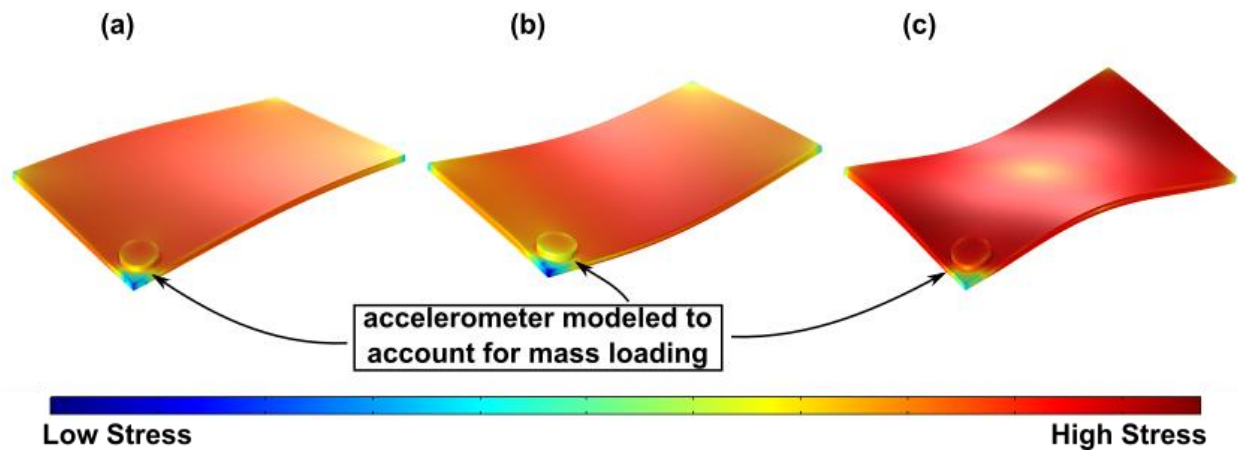 (a)
(b)
(c)
accelerometer modeled to
account for mass loading
Low Stress
High Stress